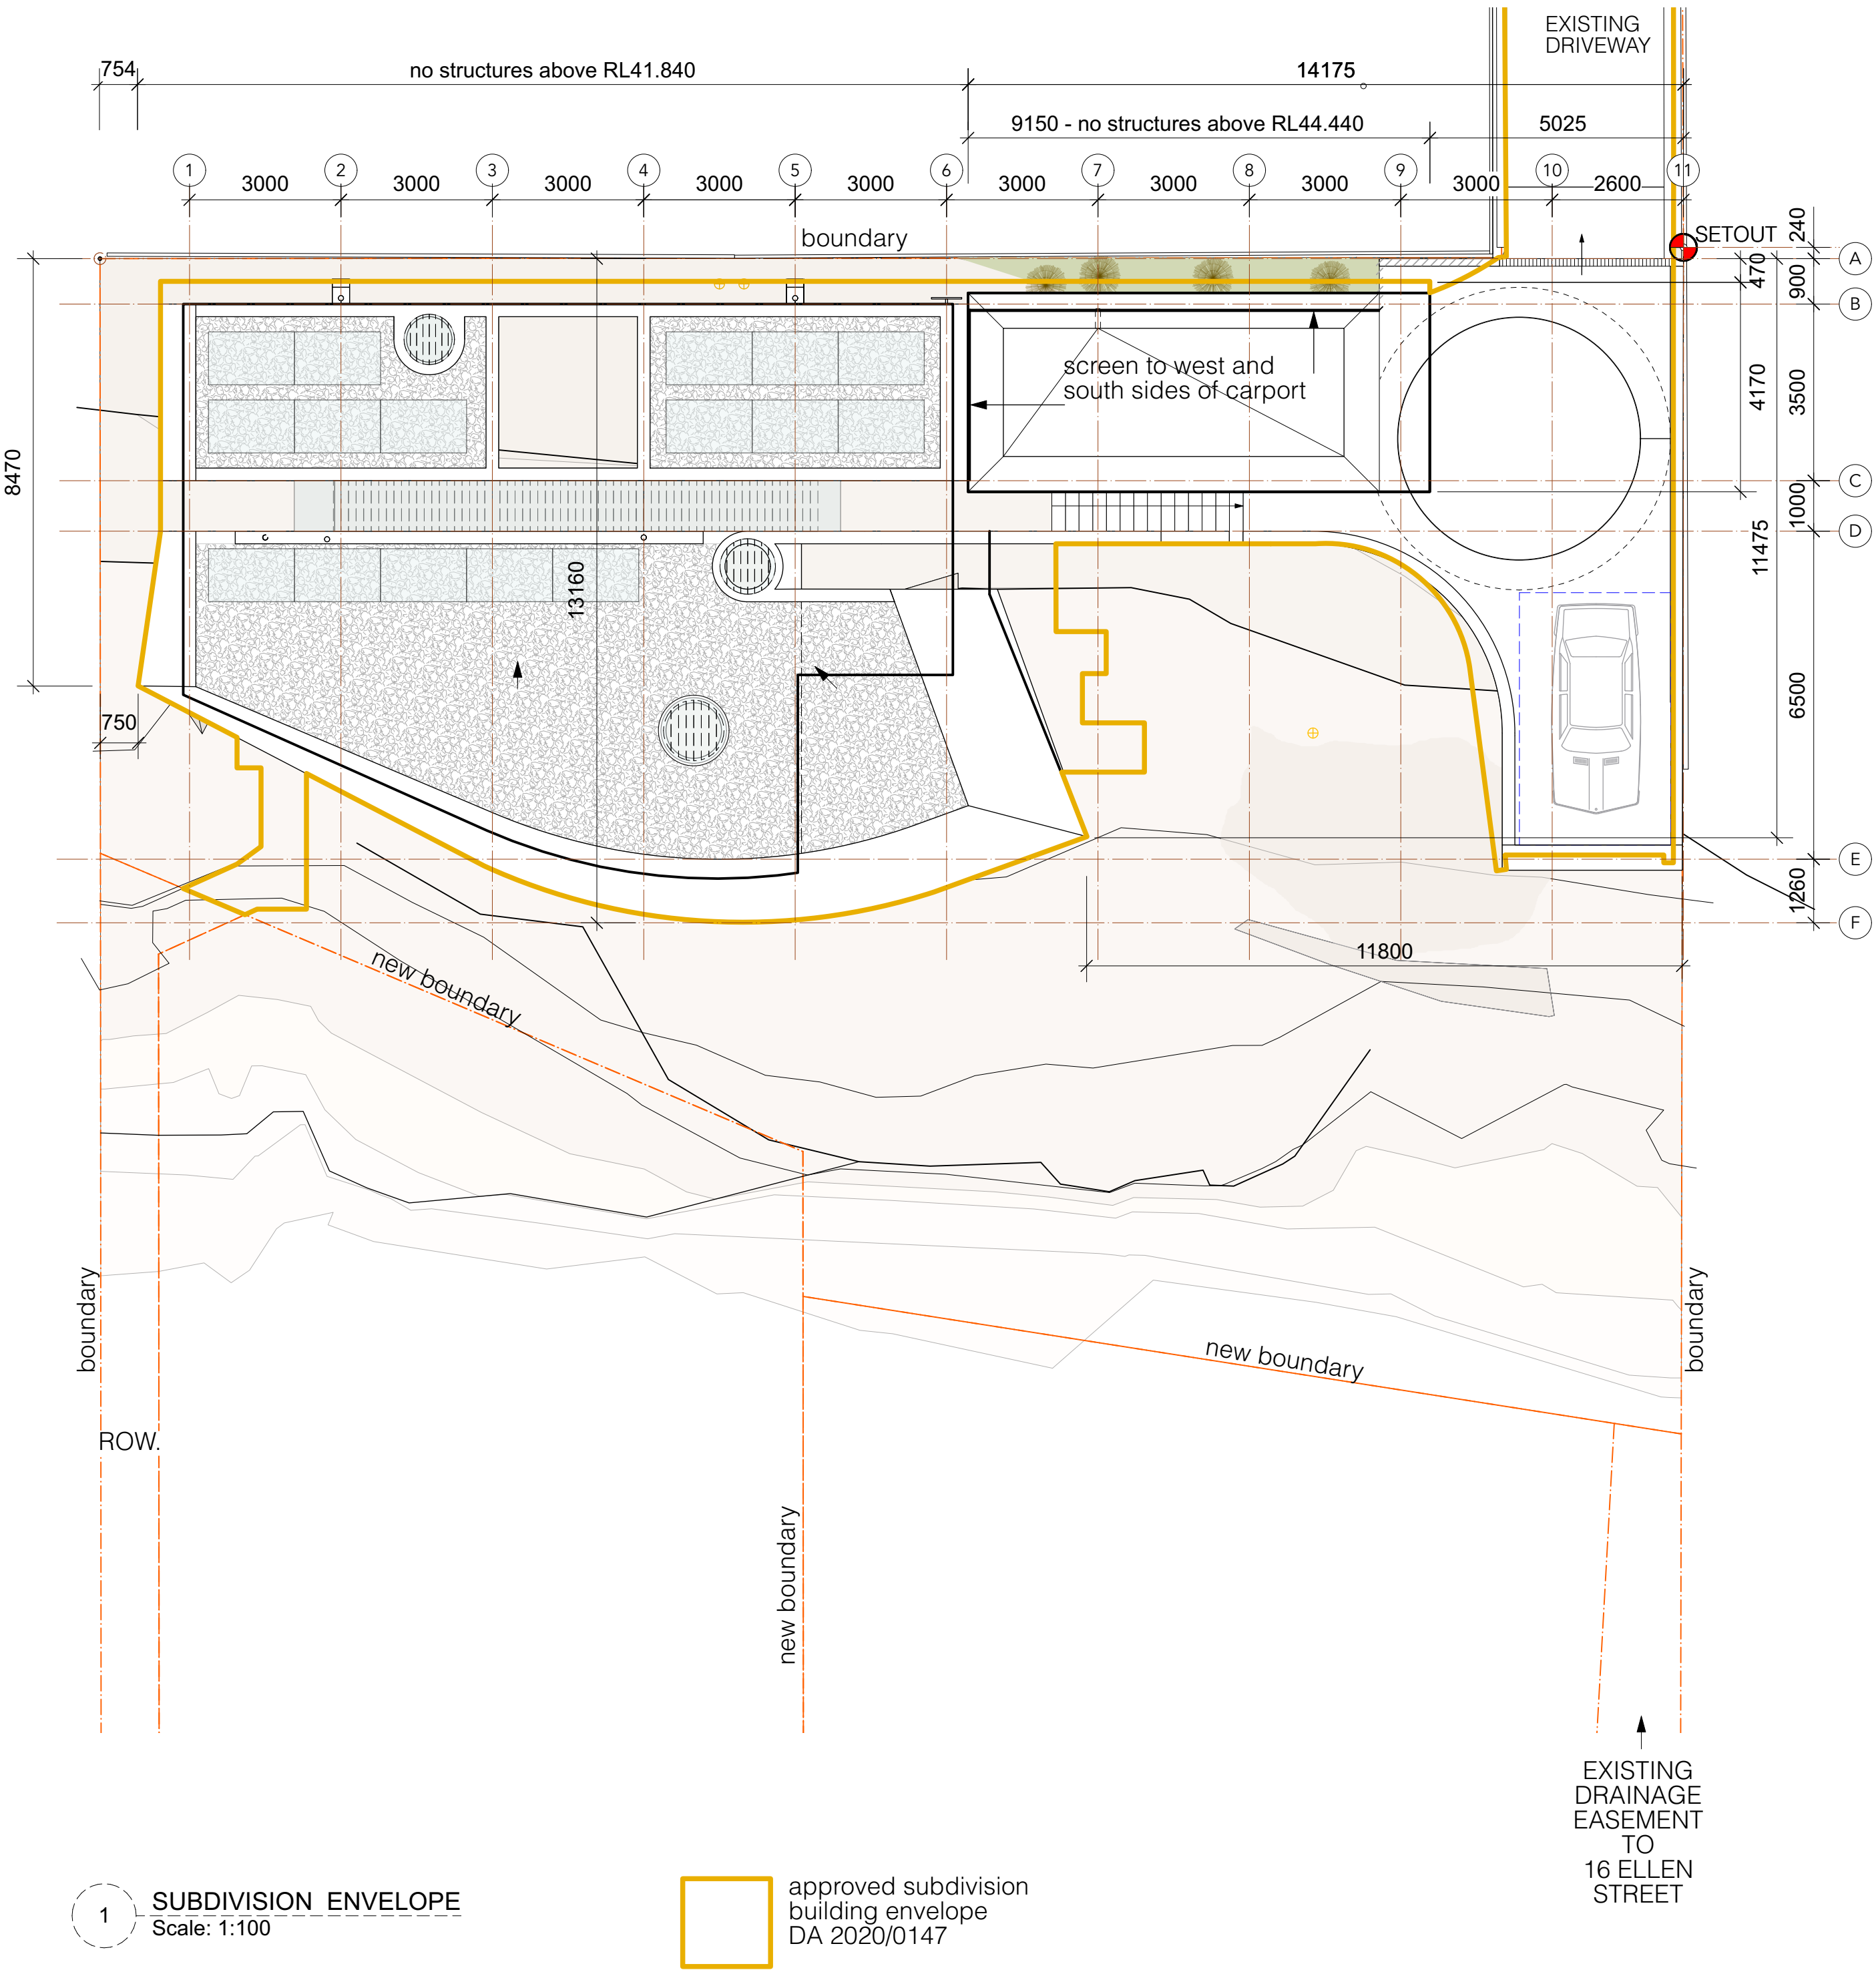 EXISTING
DRIVEWAY
754
no structures above RL41.840
14175
9150 - no structures above RL44.440
5025
1
2
3
4
5
6
7
8
9
10
11
3000
3000
3000
3000
3000
3000
3000
3000
3000
2600
boundary
SETOUT
240
A
470
900
B
screen to west and
south sides of carport
4170
3500
8470
C
1000
D
11475
13160
6500
750
E
1260
F
11800
new boundary
boundary
boundary
new boundary
ROW.
new boundary
EXISTING
DRAINAGE
EASEMENT
TO
16 ELLEN
STREET
1
SUBDIVISION ENVELOPE
Scale: 1:100
approved subdivision
building envelope
DA 2020/0147